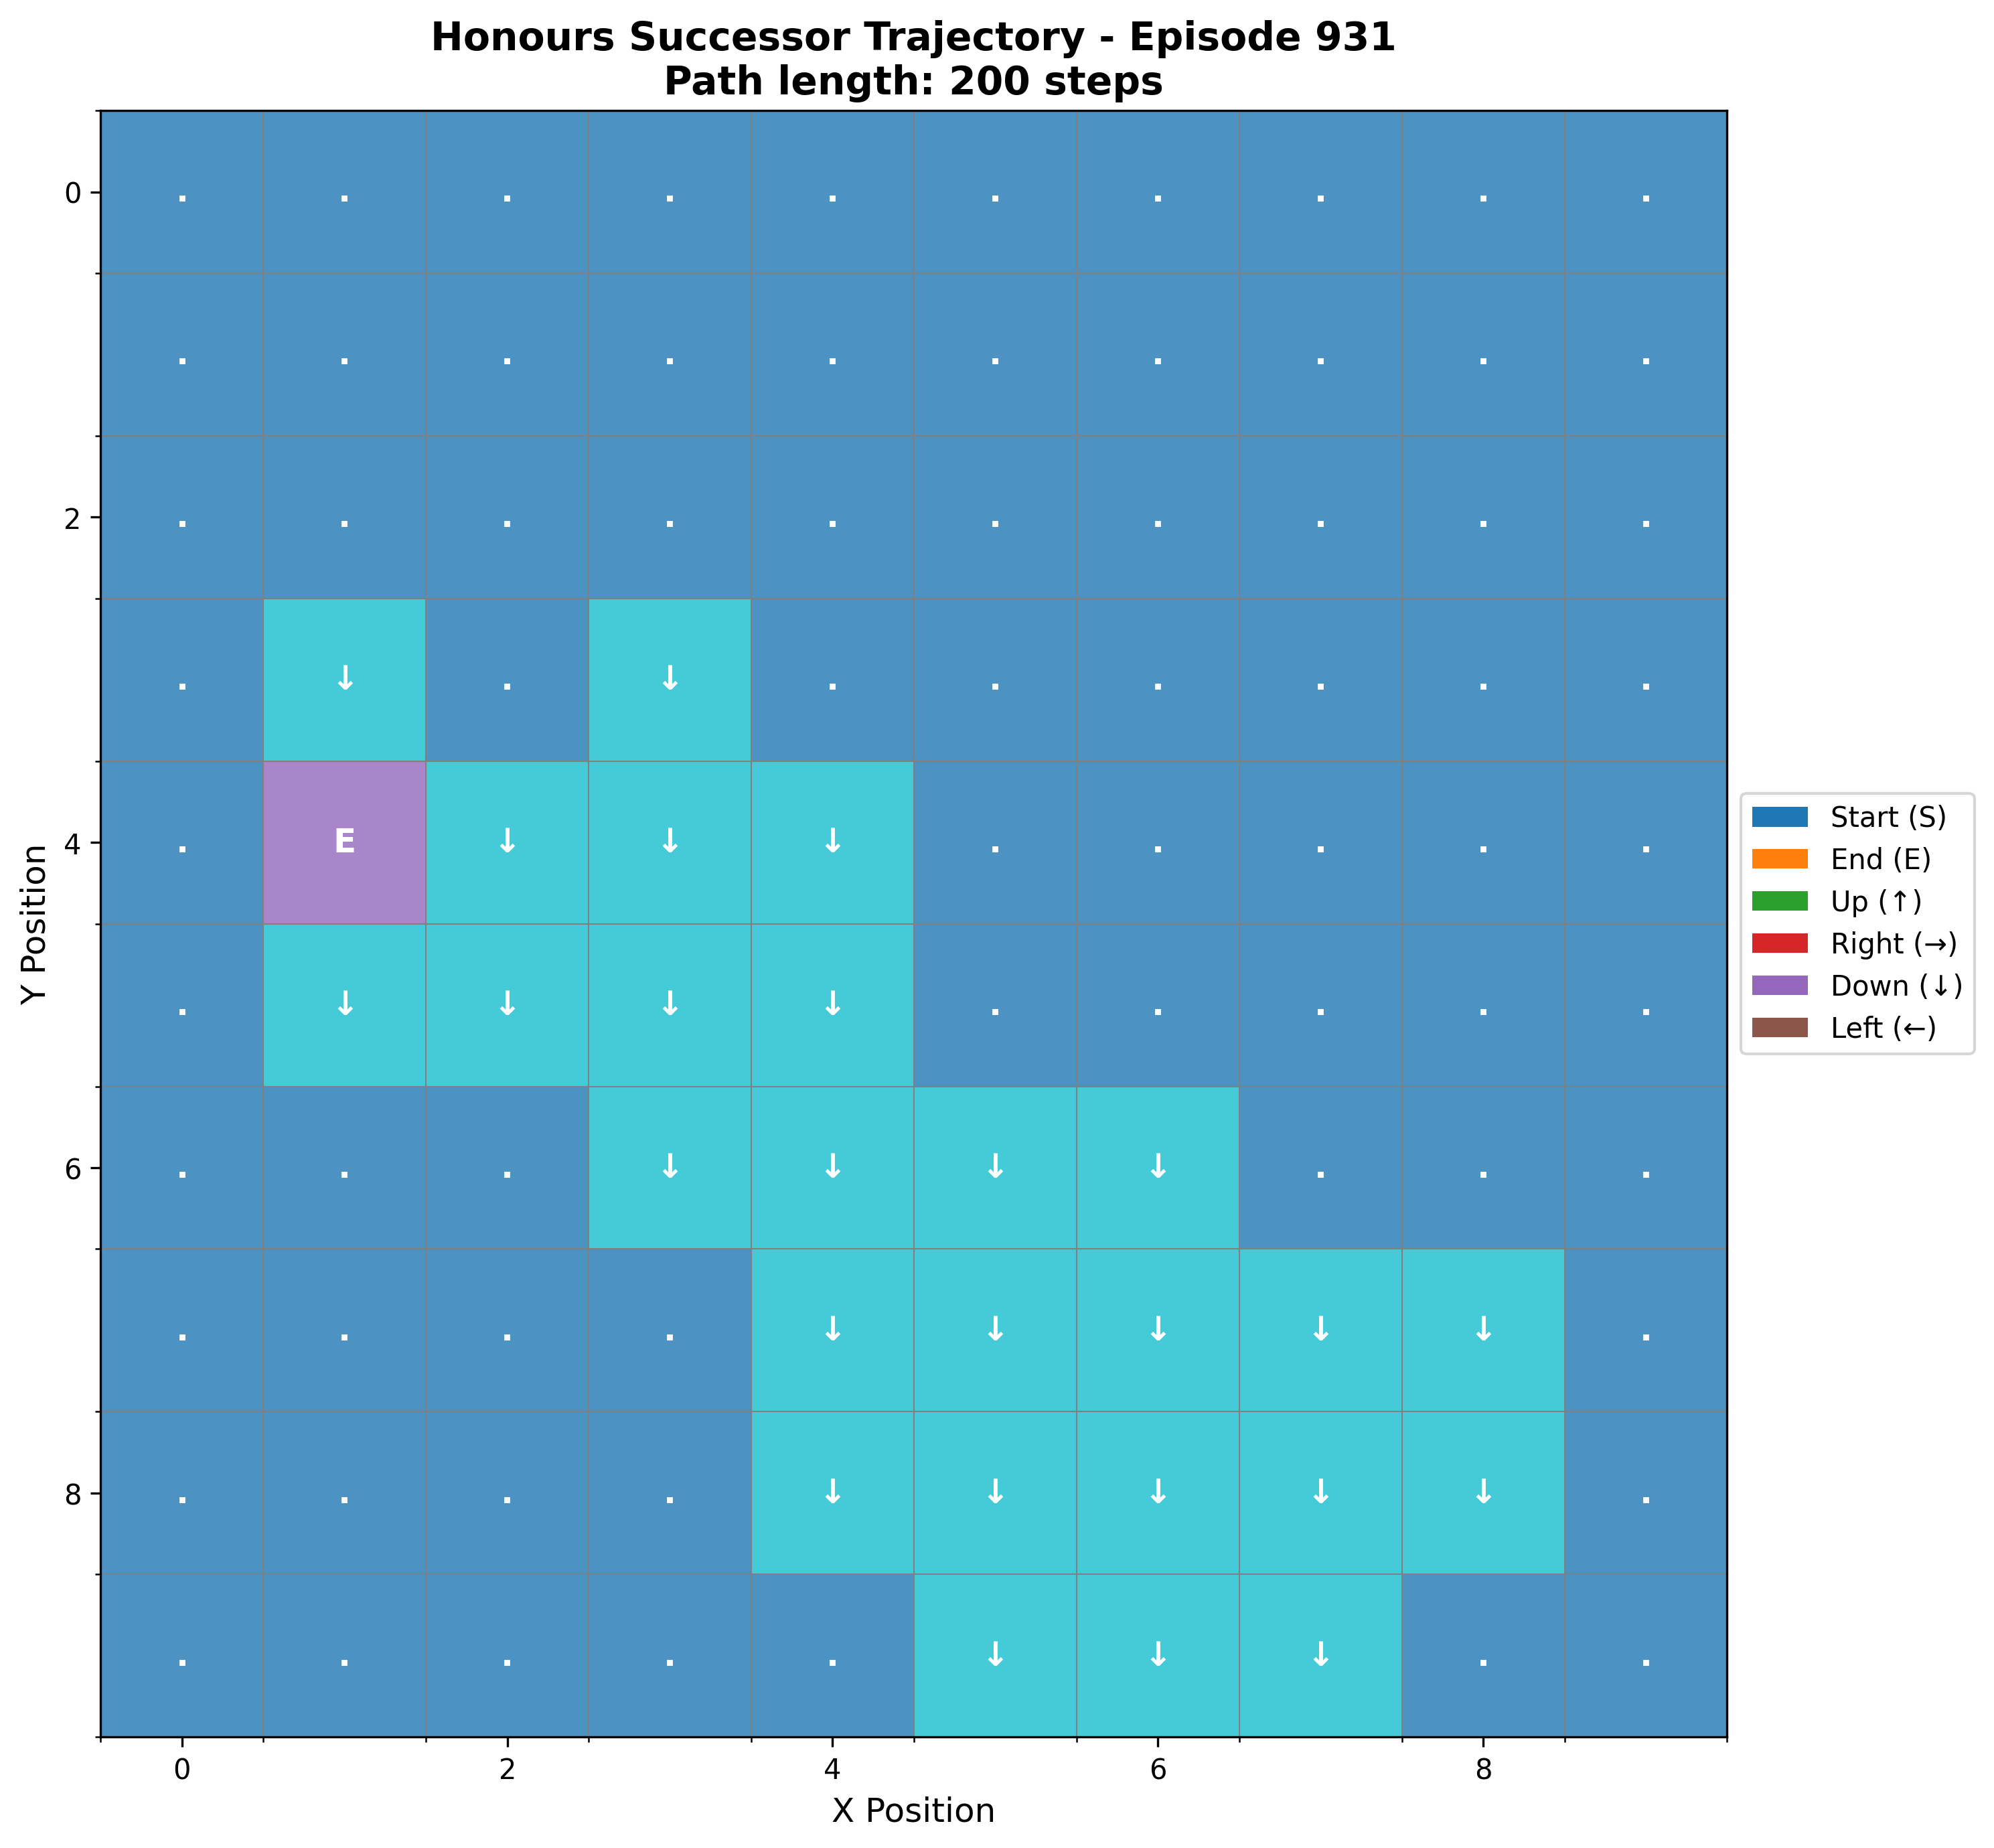 Honours Successor Trajectory - Episode 931
Path length: 200 steps
0 . . . . . . . . . .
. . . . . . . . . .
2 . . . . . . . . . .
. ↓ . ↓ . . . . . .
4 . E ↓ ↓ ↓ . . . . .
. ↓ ↓ ↓ ↓ . . . . .
6 . . . ↓ ↓ ↓ ↓ . . .
. . . . ↓ ↓ ↓ ↓ ↓ .
8 . . . . ↓ ↓ ↓ ↓ ↓ .
. . . . . ↓ ↓ ↓ . .
0 2 4 6 8
X Position
Y Position
Start (S)
End (E)
Up (↑)
Right (→)
Down (↓)
Left (←)